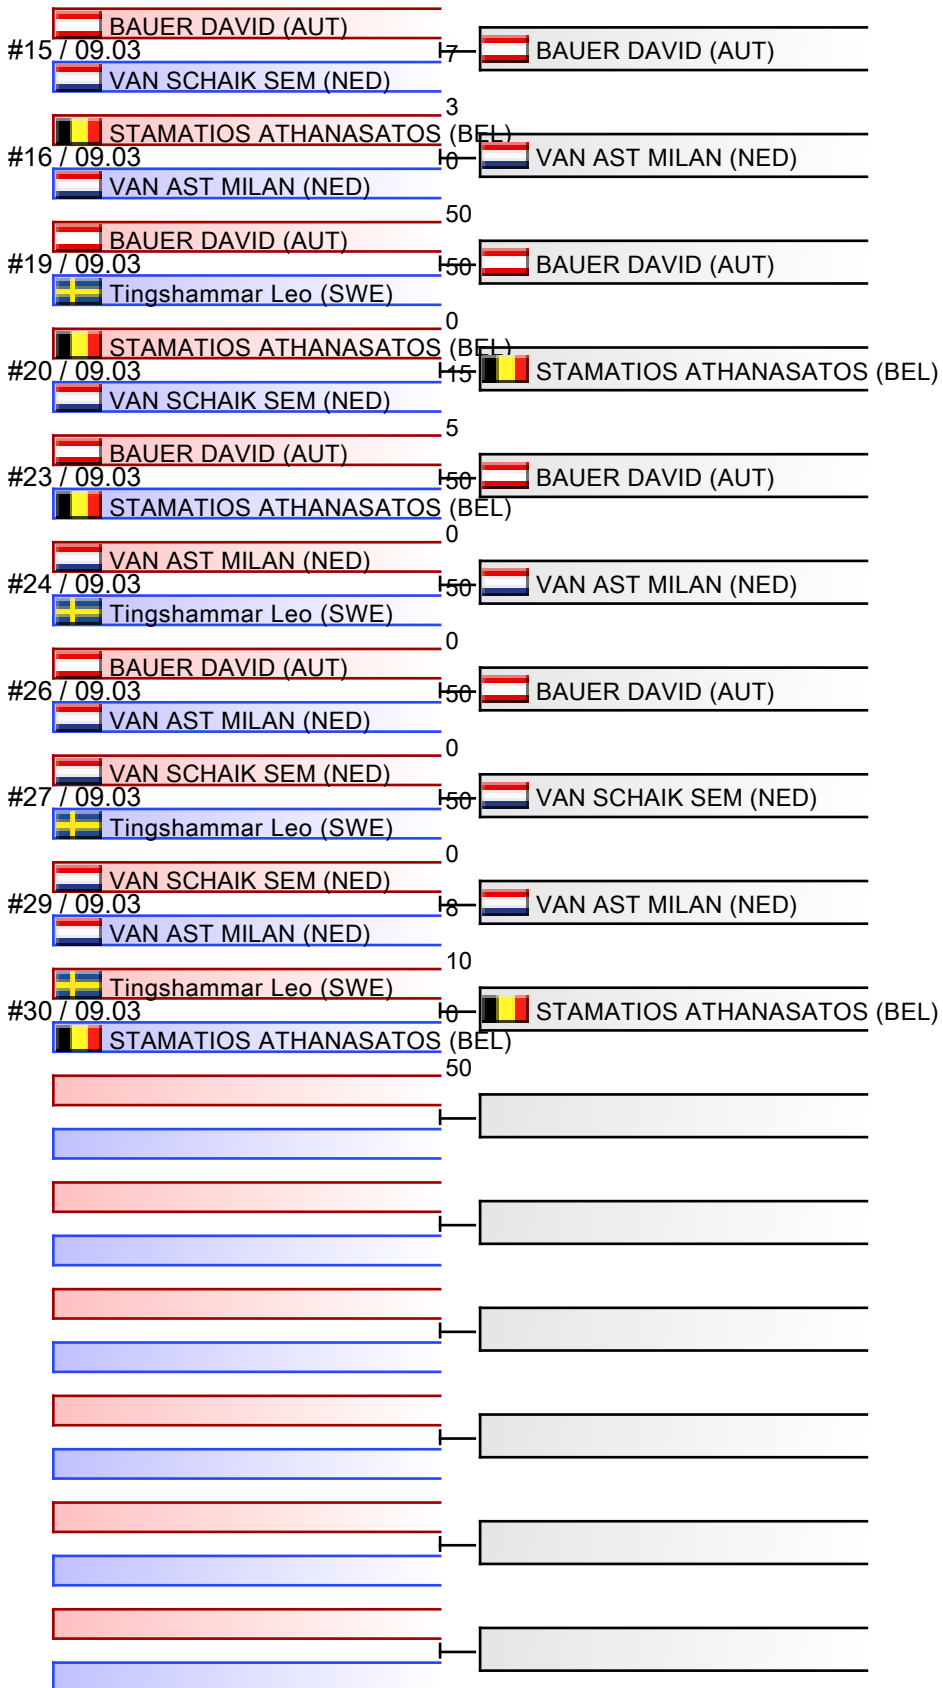 BAUER DAVID (AUT)
#15 / 09.03
7
BAUER DAVID (AUT)
VAN SCHAIK SEM (NED)
3
STAMATIOS ATHANASATOS (BEL)
#16 / 09.03
0
VAN AST MILAN (NED)
VAN AST MILAN (NED)
50
BAUER DAVID (AUT)
#19 / 09.03
50
BAUER DAVID (AUT)
Tingshammar Leo (SWE)
0
STAMATIOS ATHANASATOS (BEL)
#20 / 09.03
15
STAMATIOS ATHANASATOS (BEL)
VAN SCHAIK SEM (NED)
5
BAUER DAVID (AUT)
#23 / 09.03
50
BAUER DAVID (AUT)
STAMATIOS ATHANASATOS (BEL)
0
VAN AST MILAN (NED)
#24 / 09.03
50
VAN AST MILAN (NED)
Tingshammar Leo (SWE)
0
BAUER DAVID (AUT)
#26 / 09.03
50
BAUER DAVID (AUT)
VAN AST MILAN (NED)
0
VAN SCHAIK SEM (NED)
#27 / 09.03
50
VAN SCHAIK SEM (NED)
Tingshammar Leo (SWE)
0
VAN SCHAIK SEM (NED)
#29 / 09.03
8
VAN AST MILAN (NED)
VAN AST MILAN (NED)
10
Tingshammar Leo (SWE)
#30 / 09.03
0
STAMATIOS ATHANASATOS (BEL)
STAMATIOS ATHANASATOS (BEL)
50